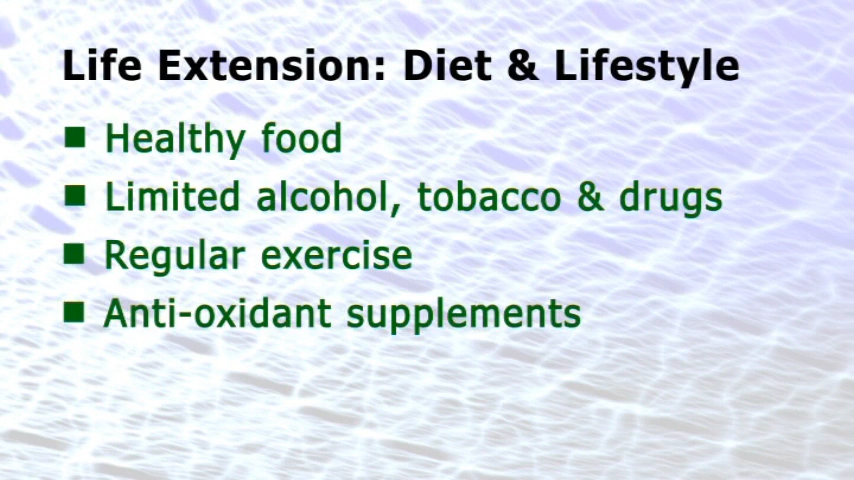 Life Extension: Diet & Lifestyle
■ Healthy food
■ Limited alcohol, tobacco & drugs
■ Regular exercise
■ Anti-oxidant supplements